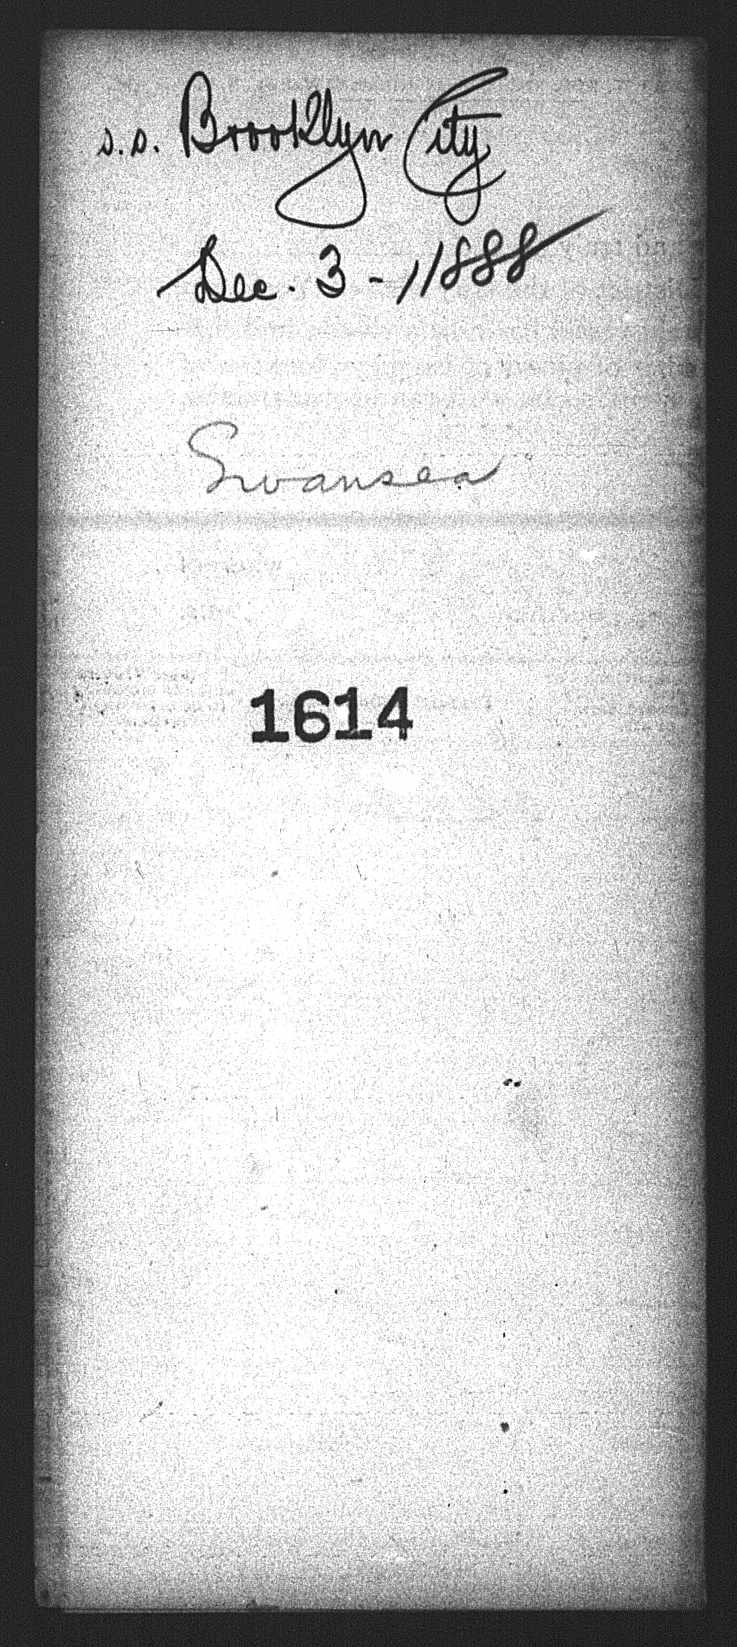 s.s. Brooklyn City
Dec. 3 - 1888
Swansea
1614